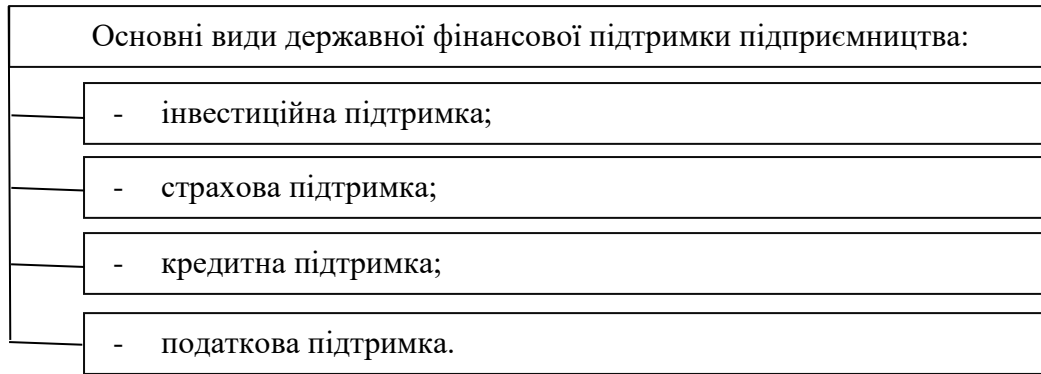 Основні види державної фінансової підтримки підприємництва:
- інвестиційна підтримка;
- страхова підтримка;
- кредитна підтримка;
- податкова підтримка.